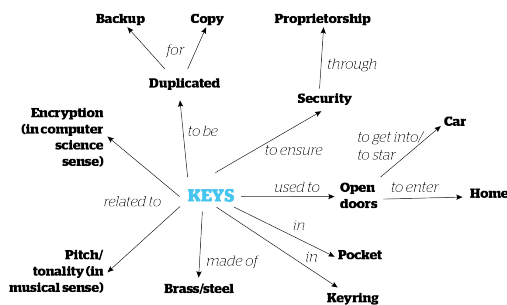 Backup
Copy
Proprietorship
for
through
Duplicated
Security
Encryption
(in computer
science
sense)
to be
to ensure
to get into/
to star
Car
related to
KEYS
used to
Open
doors
to enter
Home
in
Pocket
Pitch/
tonality (in
musical sense)
made of
in
Brass/steel
Keyring